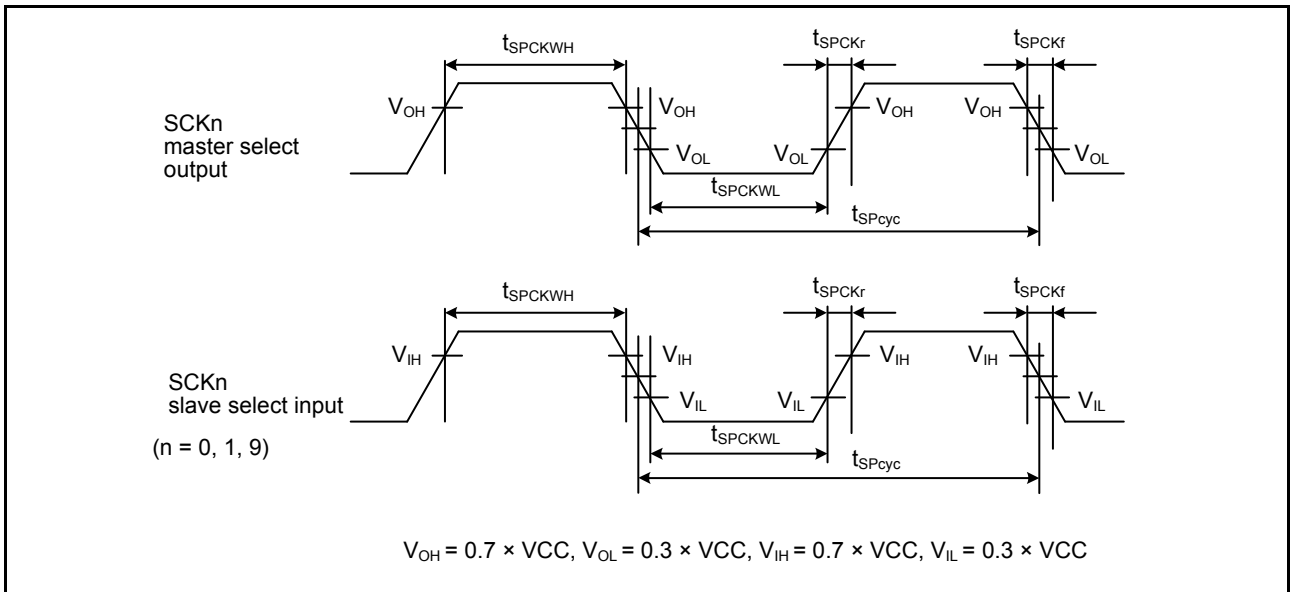 tSPCKWH tSPCKr tSPCKf
VOH VOH VOL VOL VOH VOH VOL
SCKn
master select
output
tSPCKWL
tSPcyc
tSPCKWH tSPCKr tSPCKf
VIH VIH VIL VIL VIH VIH VIL
SCKn
slave select input
(n = 0, 1, 9)
tSPCKWL
tSPcyc
VOH = 0.7 × VCC, VOL = 0.3 × VCC, VIH = 0.7 × VCC, VIL = 0.3 × VCC